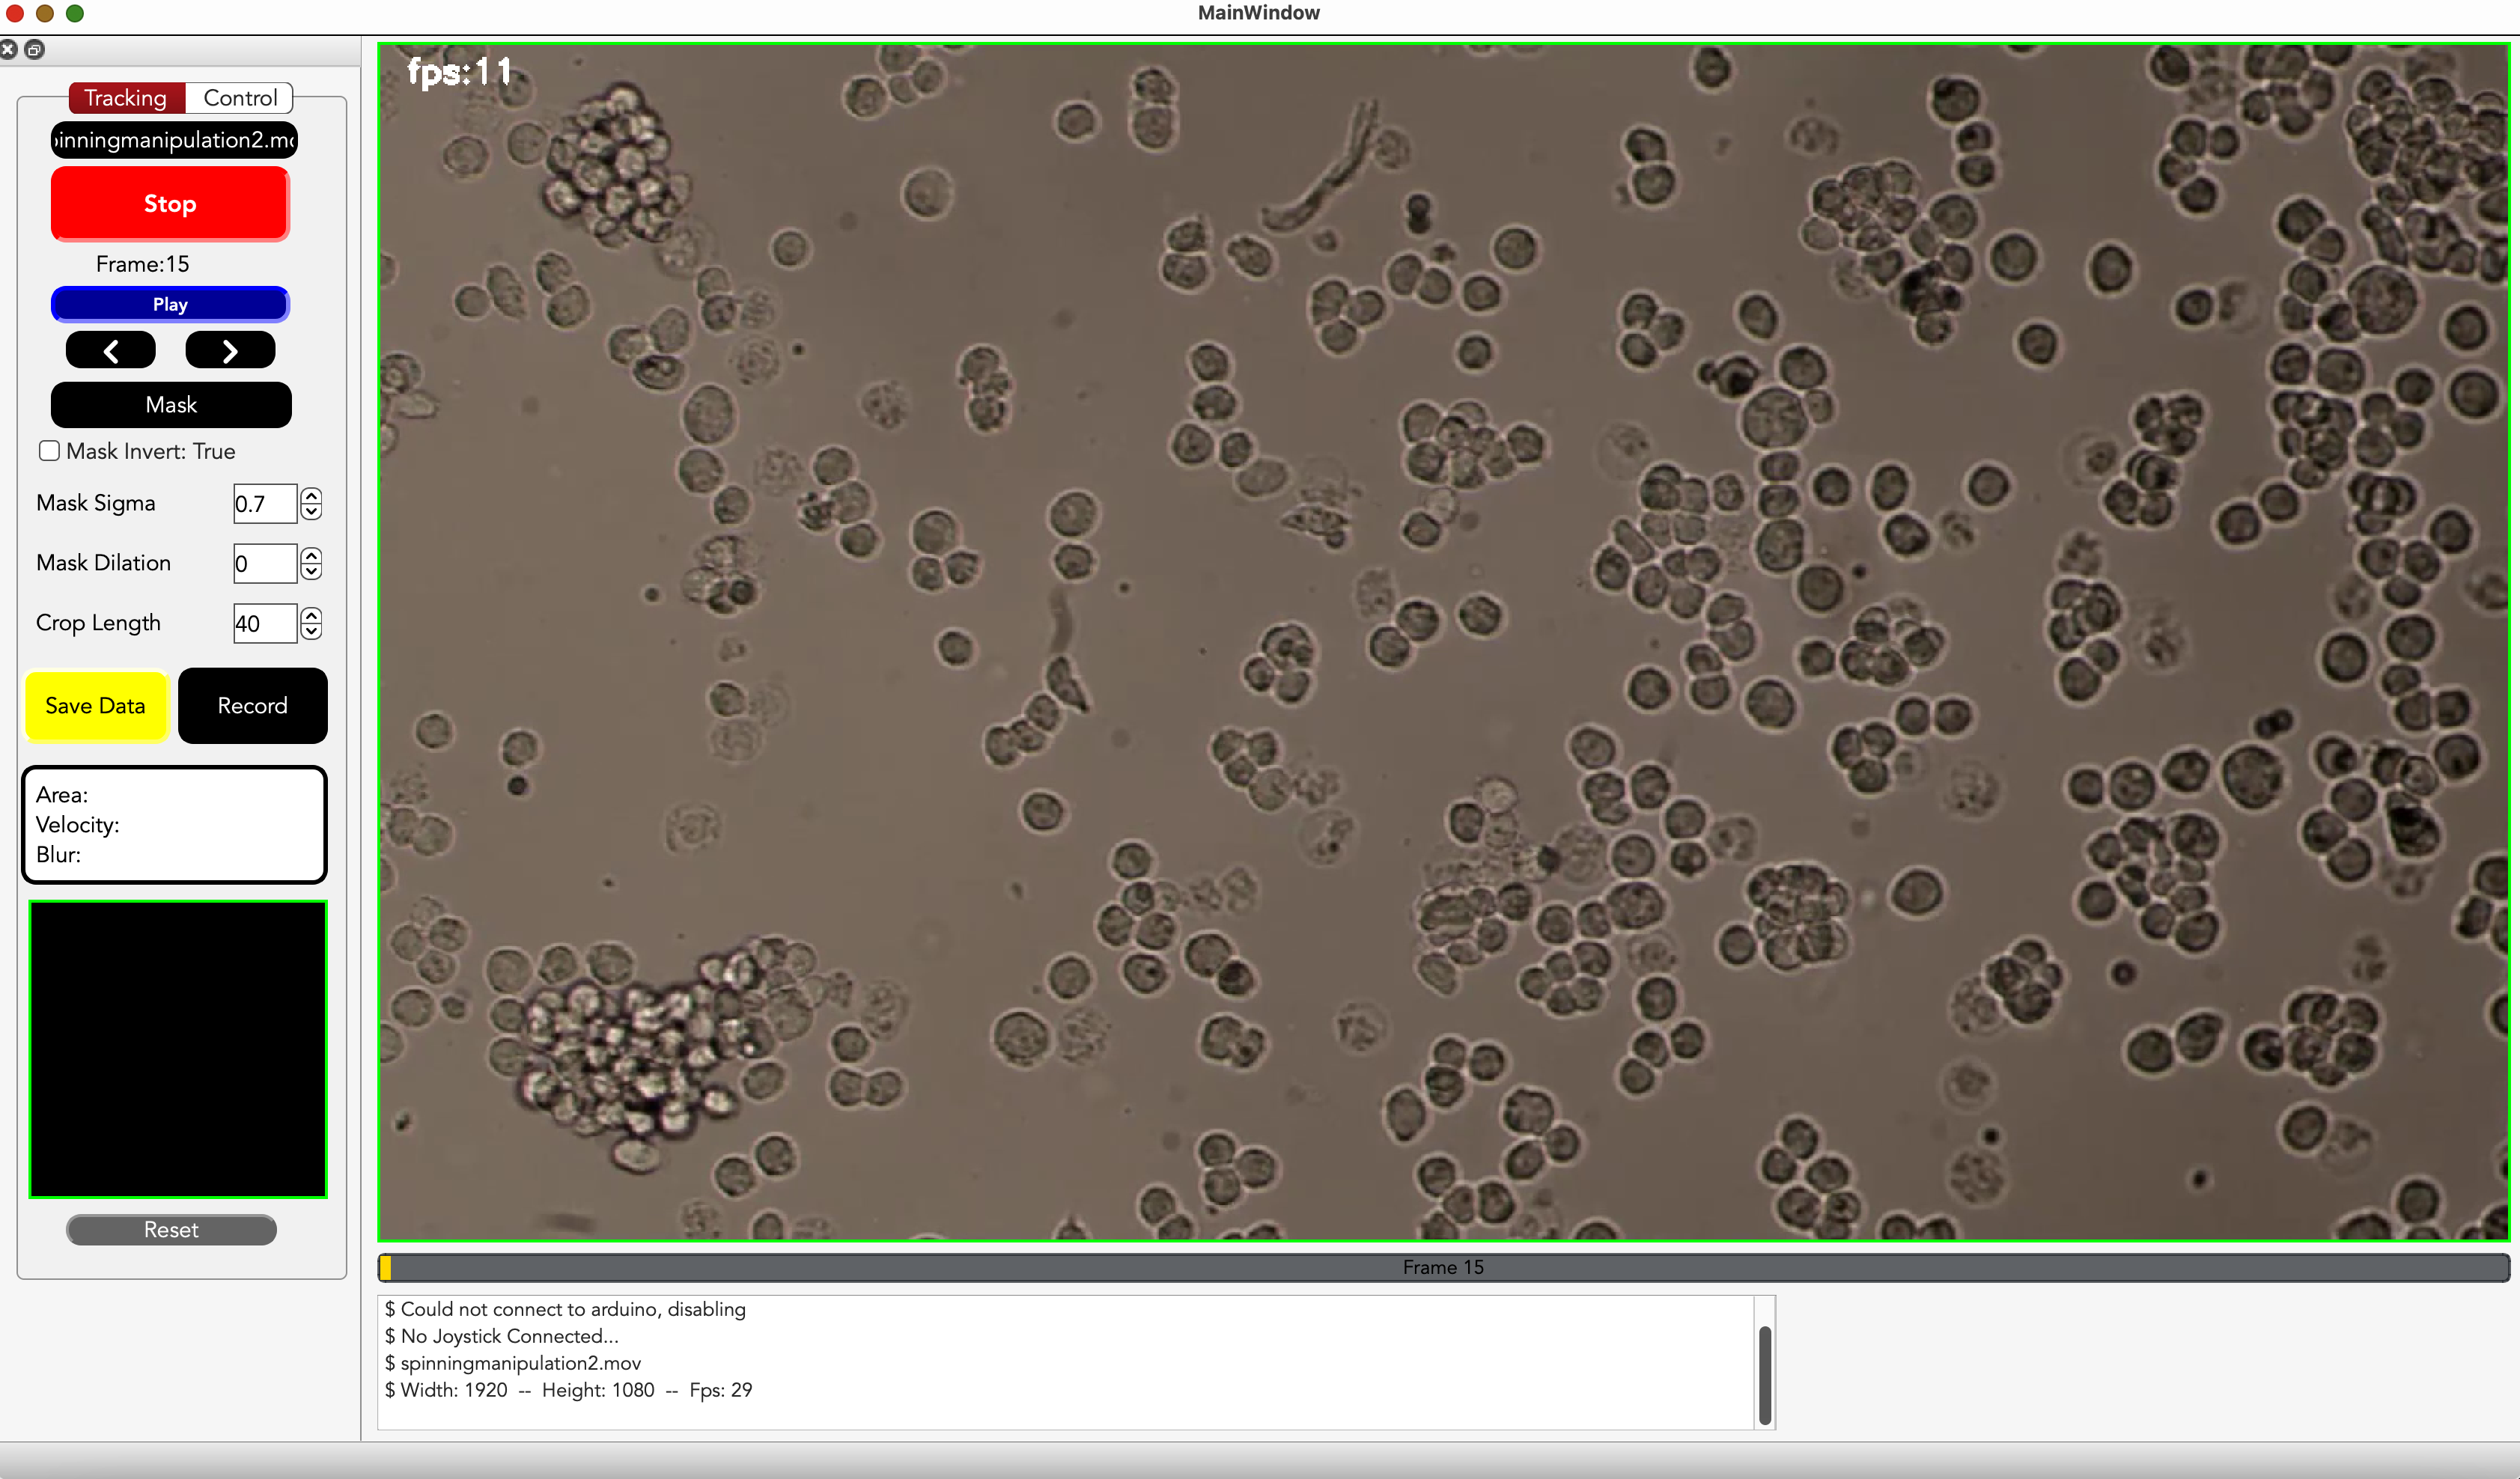 MainWindow
Tracking Control
inningmanipulation2.m
Stop
Frame:15
Play
Mask
Mask Invert: True
Mask Sigma 0.7
Mask Dilation 0
Crop Length 40
Save Data Record
Area:
Velocity:
Blur:
Reset
fps:11
Frame 15
$ Could not connect to arduino, disabling
$ No Joystick Connected...
$ spinningmanipulation2.mov
$ Width: 1920 -- Height: 1080 -- Fps: 29